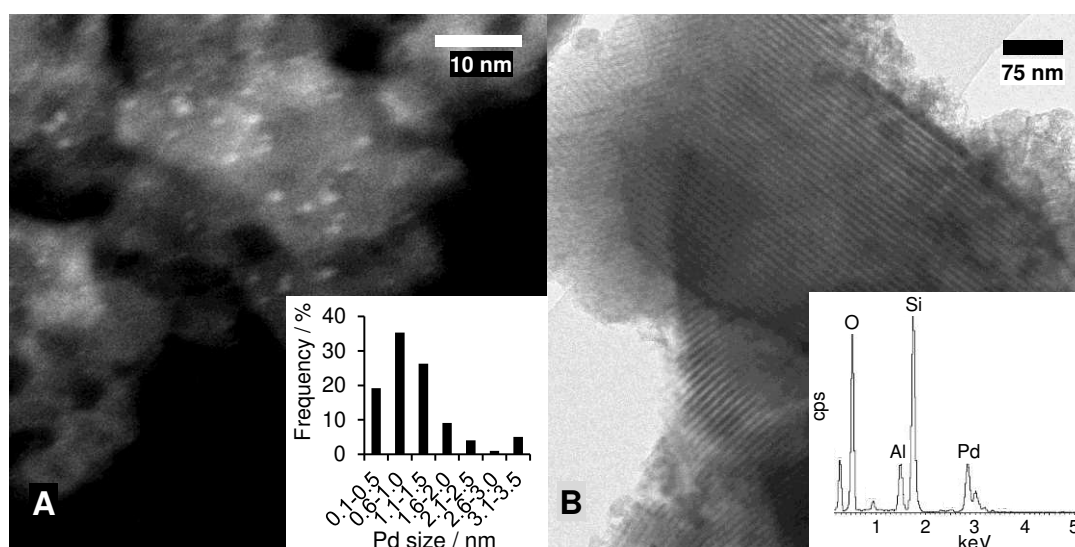 10 nm
75 nm
Frequency / %
40
30
20
10
0
0.1-0.5
0.6-1.0
1.1-1.5
1.6-2.0
2.1-2.5
2.6-3.0
3.1-3.5
Pd size / nm
A
O
Si
Al
Pd
cps
1
2
3
4
5
keV
B